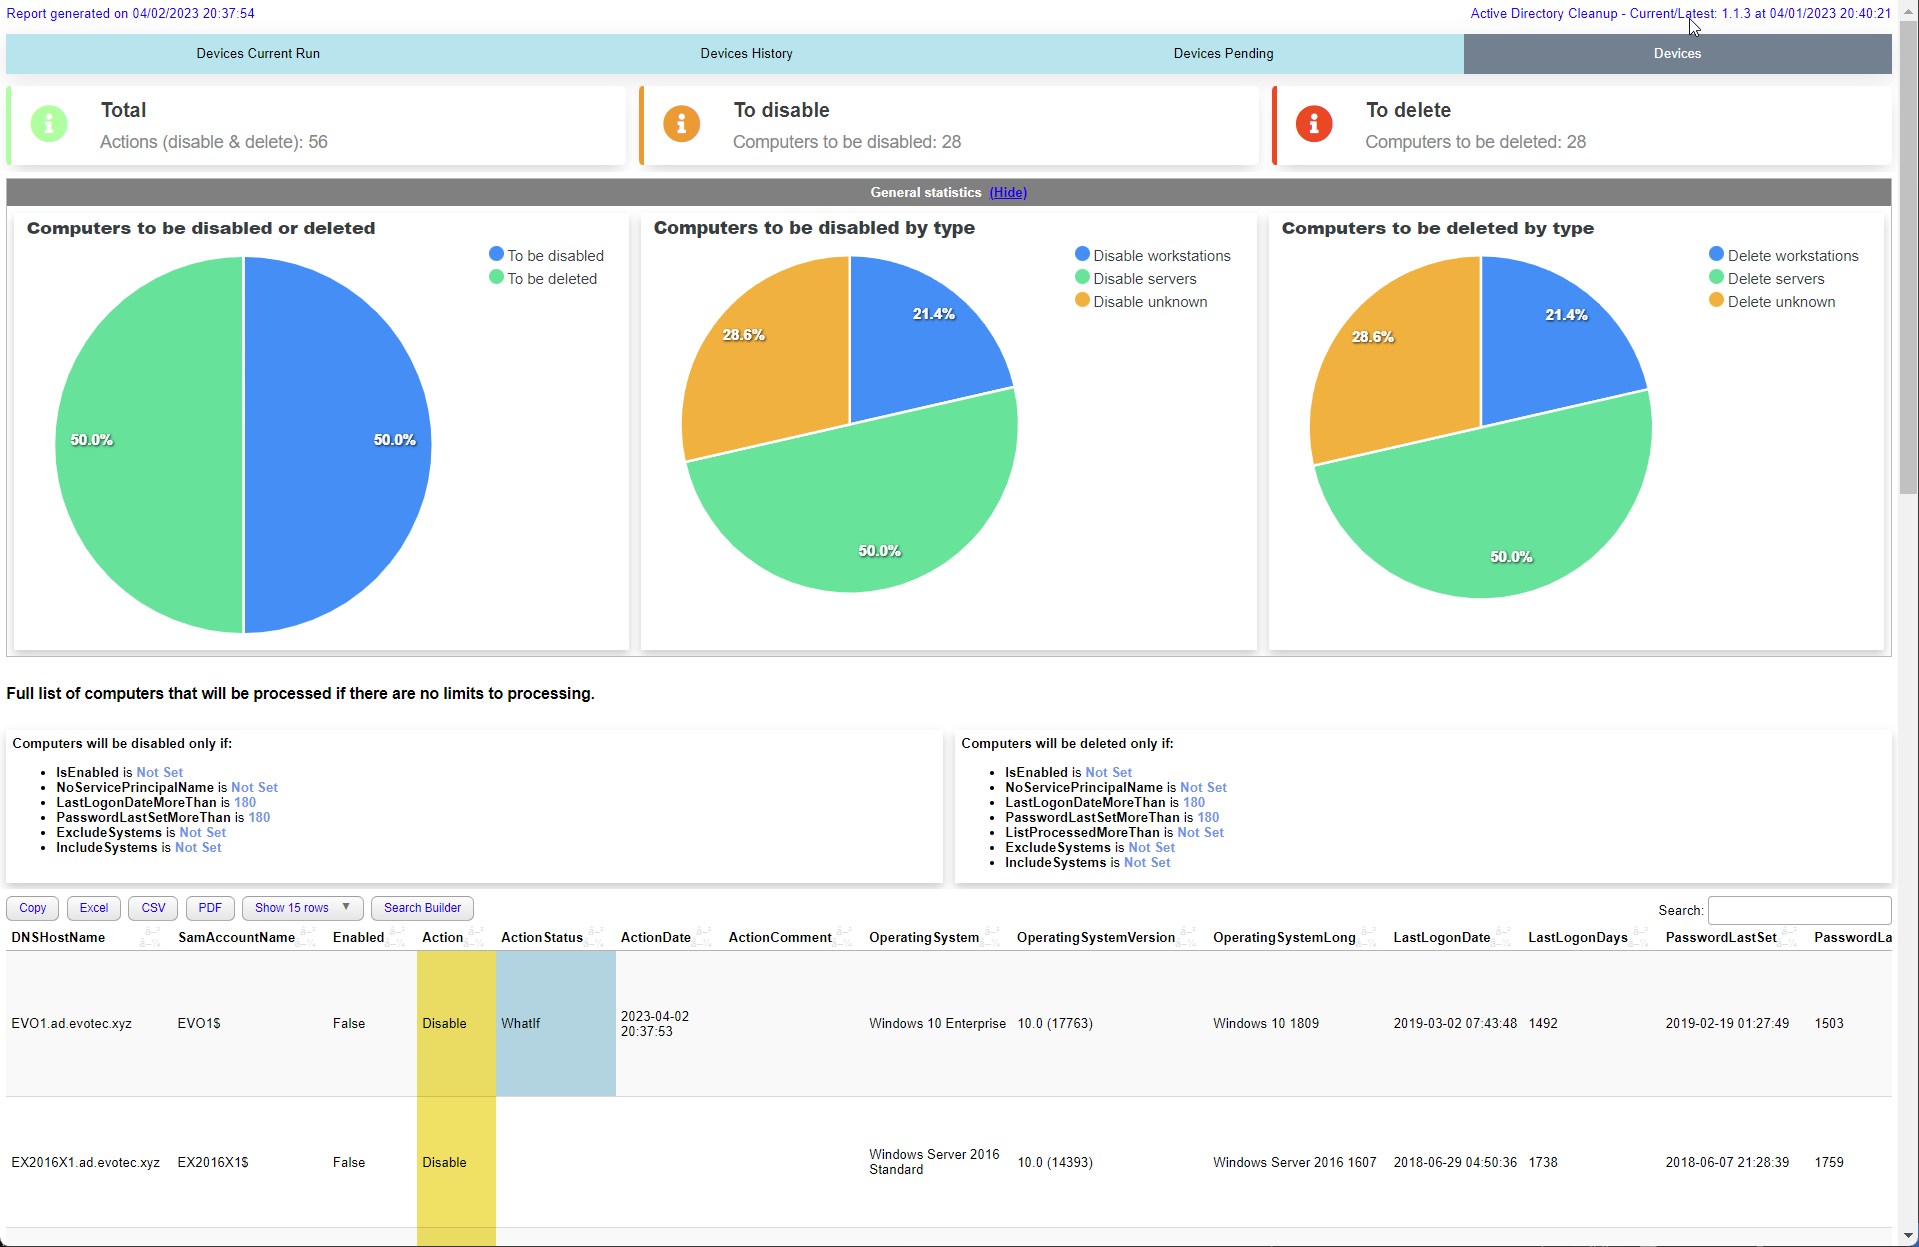 Report generated on 04/02/2023 20:37:54
Active Directory Cleanup - Current/Latest: 1.1.3 at 04/01/2023 20:40:21
Devices Current Run
Devices History
Devices Pending
Devices
Total
Actions (disable & delete): 56
To disable
Computers to be disabled: 28
To delete
Computers to be deleted: 28
General statistics (Hide)
Computers to be disabled or deleted
To be disabled
To be deleted
50.0%
50.0%
Computers to be disabled by type
Disable workstations
Disable servers
Disable unknown
21.4%
28.6%
50.0%
Computers to be deleted by type
Delete workstations
Delete servers
Delete unknown
21.4%
28.6%
50.0%
Full list of computers that will be processed if there are no limits to processing.
Computers will be disabled only if:
• IsEnabled is Not Set
• NoServicePrincipalName is Not Set
• LastLogonDateMoreThan is 180
• PasswordLastSetMoreThan is 180
• ExcludeSystems is Not Set
• IncludeSystems is Not Set
Computers will be deleted only if:
• IsEnabled is Not Set
• NoServicePrincipalName is Not Set
• LastLogonDateMoreThan is 180
• PasswordLastSetMoreThan is 180
• ListProcessedMoreThan is Not Set
• ExcludeSystems is Not Set
• IncludeSystems is Not Set
Copy Excel CSV PDF Show 15 rows ▼ Search Builder
Search:
DNSHostName SamAccountName Enabled Action ActionStatus ActionDate ActionComment OperatingSystem OperatingSystemVersion OperatingSystemLong LastLogonDate LastLogonDays PasswordLastSet PasswordLa
EVO1.ad.evotec.xyz EVO1$ False Disable WhatIf 2023-04-02
20:37:53
Windows 10 Enterprise 10.0 (17763) Windows 10 1809 2019-03-02 07:43:48 1492 2019-02-19 01:27:49 1503
EX2016X1.ad.evotec.xyz EX2016X1$ False Disable Windows Server 2016
Standard
10.0 (14393) Windows Server 2016 1607 2018-06-29 04:50:36 1738 2018-06-07 21:28:39 1759